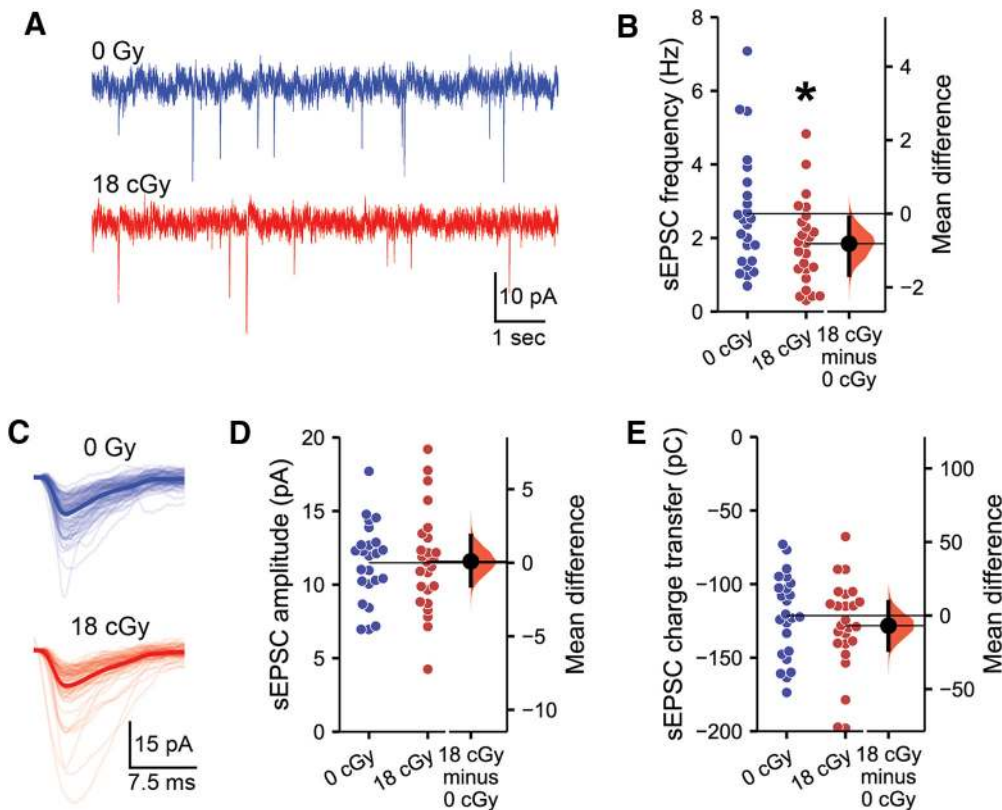 A
0 Gy
18 cGy
10 pA
1 sec
B
sEPSC frequency (Hz)
8
6
4
2
0
*
4
2
0
−2
Mean difference
0 cGy
18 cGy
18 cGy
minus
0 cGy
C
0 Gy
18 cGy
15 pA
7.5 ms
D
sEPSC amplitude (pA)
20
15
10
5
0
5
0
−5
−10
Mean difference
0 cGy
18 cGy
18 cGy
minus
0 cGy
E
sEPSC charge transfer (pC)
0
−50
−100
−150
−200
100
50
0
−50
Mean difference
0 cGy
18 cGy
18 cGy
minus
0 cGy